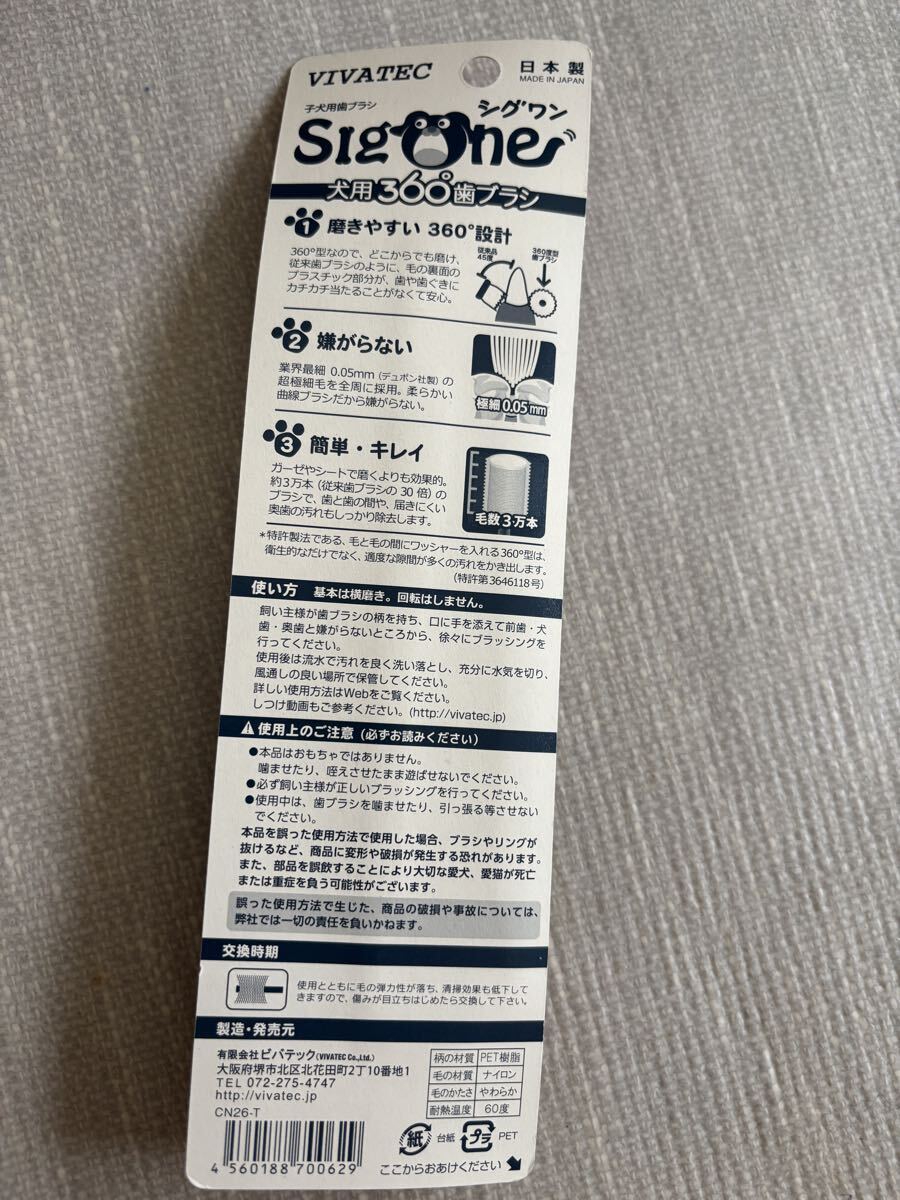 VIVATEC
日本製
MADE IN JAPAN
子犬用歯ブラシ
シグワン
SigOne
犬用360°歯ブラシ
1 磨きやすい 360°設計
360°型なので、どこからでも磨け、
従来歯ブラシのように、毛の裏面の
プラスチック部分が、歯や歯ぐきに
カチカチ当たることがなくて安心。
従来品
45度
360度型
歯ブラシ
2 嫌がらない
業界最細 0.05mm (デュポン社製) の
超極細毛を全周に採用。柔らかい
曲線ブラシだから嫌がらない。
極細0.05mm
3 簡単・キレイ
ガーゼやシートで磨くよりも効果的。
約3万本 (従来歯ブラシの 30 倍) の
ブラシで、歯と歯の間や、届きにくい
奥歯の汚れもしっかり除去します。
毛数3万本
*特許製法である、毛と毛の間にワッシャーを入れる360°型は、
衛生的なだけでなく、適度な隙間が多くの汚れをかき出します。
(特許第3646118号)
使い方 基本は横磨き。回転はしません。
飼い主様が歯ブラシの柄を持ち、口に手を添えて前歯・犬
歯・奥歯と嫌がらないところから、徐々にブラッシングを
行ってください。
使用後は流水で汚れを良く洗い落とし、充分に水気を切り、
風通しの良い場所で保管してください。
詳しい使用方法はWebをご覧ください。
しつけ動画もご参考ください。(http://vivatec.jp)
⚠使用上のご注意 (必ずお読みください)
●本品はおもちゃではありません。
噛ませたり、咥えさせたまま遊ばせないでください。
●必ず飼い主様が正しいブラッシングを行ってください。
●使用中は、歯ブラシを噛ませたり、引っ張る等させない
でください。
本品を誤った使用方法で使用した場合、ブラシやリングが
抜けるなど、商品に変形や破損が発生する恐れがあります。
また、部品を誤飲することにより大切な愛犬、愛猫が死亡
または重症を負う可能性がございます。
誤った使用方法で生じた、商品の破損や事故については、
弊社では一切の責任を負いかねます。
交換時期
使用とともに毛の弾力性が落ち、清掃効果も低下して
きますので、傷みが目立ちはじめたら交換して下さい。
製造・発売元
有限会社ビバテック(VIVATEC Co.,Ltd.)
大阪府堺市北区北花田町2丁10番地1
TEL 072-275-4747
http://vivatec.jp
CN26-T
柄の材質 PET樹脂
毛の材質 ナイロン
毛のかたさ やわらか
耐熱温度 60度
4 560188 700629
紙 台紙 プラ PET
ここからおあけください